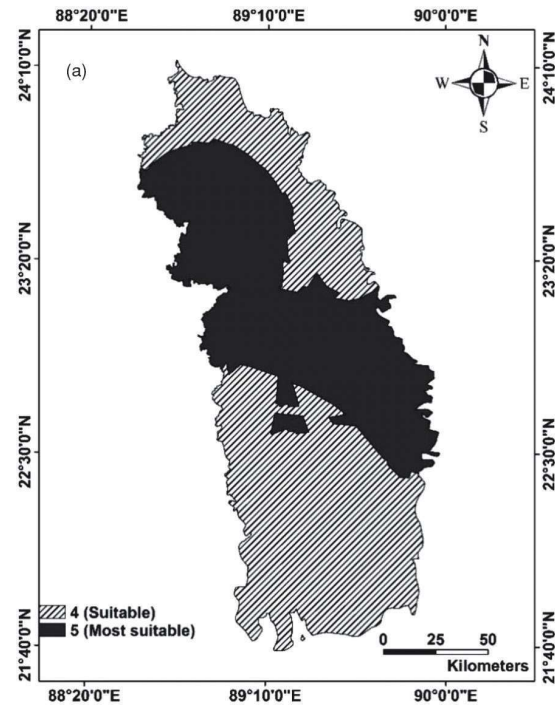 88°20'0"E 89°10'0"E 90°0'0"E
24°10'0"N 24°10'0"N
(a)
N
W E
S
23°20'0"N 23°20'0"N
22°30'0"N 22°30'0"N
21°40'0"N 21°40'0"N
4 (Suitable)
5 (Most suitable)
0 25 50
Kilometers
88°20'0"E 89°10'0"E 90°0'0"E